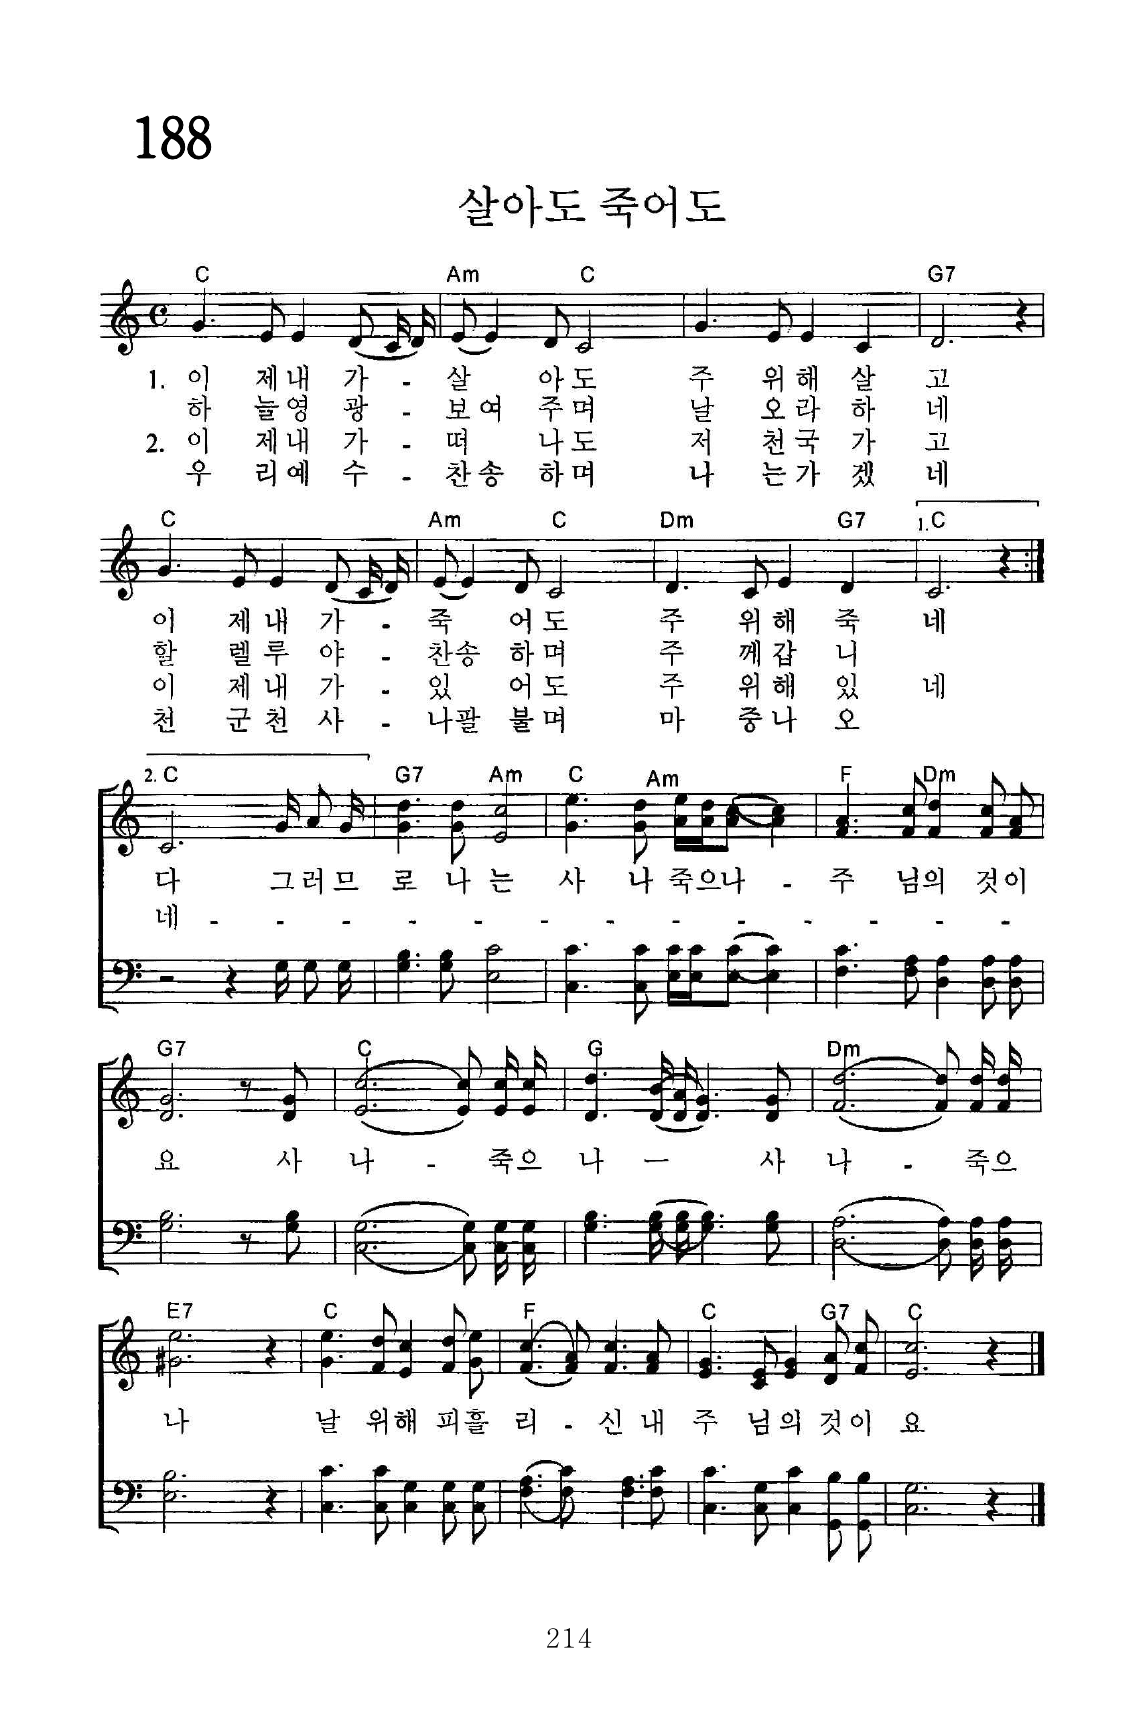 188
살아도 죽어도
C Am C G7
1. 이 제내 가 - 살 아도 주 위해 살 고
하 늘영 광 - 보여 주며 날 오라 하 네
2. 이 제내 가 - 떠 나도 저 천국 가 고
우 리예 수 - 찬송 하며 나 는가 겠 네
C Am C Dm G7 1.C
이 제내 가 - 죽 어도 주 위해 죽 네
할 렐루 야 - 찬송 하며 주 께갑 니
이 제내 가 - 있 어도 주 위해 있 네
천 군천 사 - 나팔 불며 마 중나 오
2. C G7 Am C Am F Dm
다 그러므 로 나 는 사 나 죽으나 - 주 님의 것이
네 - - - - - - - - - - - - -
G7 C G Dm
요 사 나 - 죽으 나 ㅡ 사 나 - 죽으
E7 C F C G7 C
나 날 위해 피흘 리 - 신 내 주 님의 것이 요
214